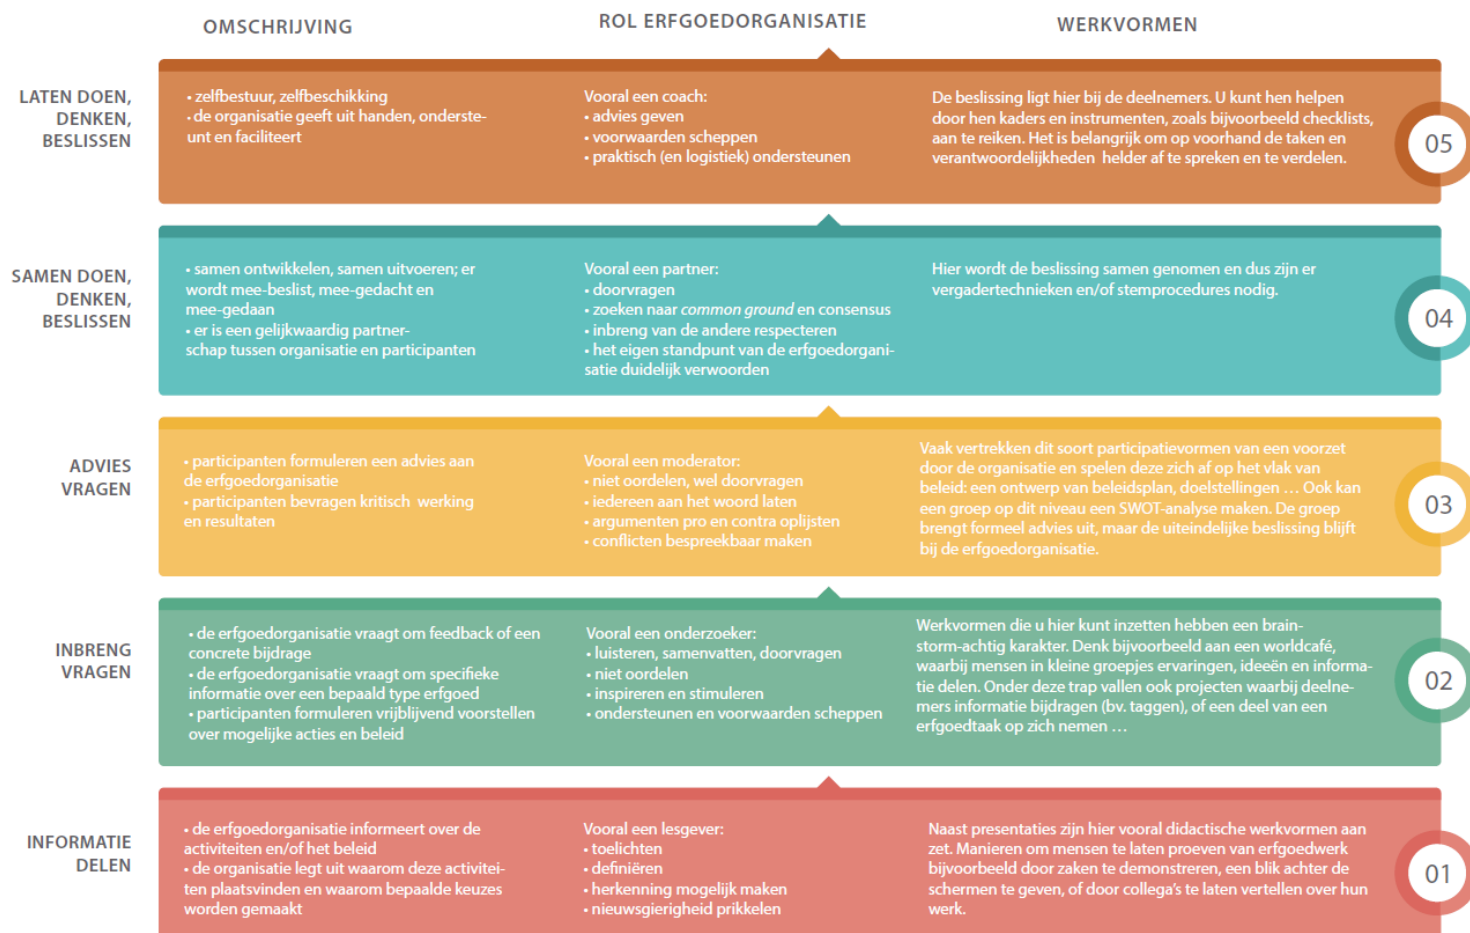 OMSCHRIJVING
ROL ERFGOEDORGANISATIE
WERKVORMEN
LATEN DOEN,
DENKEN,
BESLISSEN
• zelfbestuur, zelfbeschikking
• de organisatie geeft uit handen, onderste-
unt en faciliteert
Vooral een coach:
• advies geven
• voorwaarden scheppen
• praktisch (en logistiek) ondersteunen
De beslissing ligt hier bij de deelnemers. U kunt hen helpen
door hen kaders en instrumenten, zoals bijvoorbeeld checklists,
aan te reiken. Het is belangrijk om op voorhand de taken en
verantwoordelijkheden helder af te spreken en te verdelen.
05
SAMEN DOEN,
DENKEN,
BESLISSEN
• samen ontwikkelen, samen uitvoeren; er
wordt mee-beslist, mee-gedacht en
mee-gedaan
• er is een gelijkwaardig partner-
schap tussen organisatie en participanten
Vooral een partner:
• doorvragen
• zoeken naar common ground en consensus
• inbreng van de andere respecteren
• het eigen standpunt van de erfgoedorgani-
satie duidelijk verwoorden
Hier wordt de beslissing samen genomen en dus zijn er
vergadertechnieken en/of stemprocedures nodig.
04
ADVIES
VRAGEN
• participanten formuleren een advies aan
de erfgoedorganisatie
• participanten bevragen kritisch werking
en resultaten
Vooral een moderator:
• niet oordelen, wel doorvragen
• iedereen aan het woord laten
• argumenten pro en contra oplijsten
• conflicten bespreekbaar maken
Vaak vertrekken dit soort participatievormen van een voorzet
door de organisatie en spelen deze zich af op het vlak van
beleid: een ontwerp van beleidsplan, doelstellingen … Ook kan
een groep op dit niveau een SWOT-analyse maken. De groep
brengt formeel advies uit, maar de uiteindelijke beslissing blijft
bij de erfgoedorganisatie.
03
INBRENG
VRAGEN
• de erfgoedorganisatie vraagt om feedback of een
concrete bijdrage
• de erfgoedorganisatie vraagt om specifieke
informatie over een bepaald type erfgoed
• participanten formuleren vrijblijvend voorstellen
over mogelijke acties en beleid
Vooral een onderzoeker:
• luisteren, samenvatten, doorvragen
• niet oordelen
• inspireren en stimuleren
• ondersteunen en voorwaarden scheppen
Werkvormen die u hier kunt inzetten hebben een brain-
storm-achtig karakter. Denk bijvoorbeeld aan een worldcafé,
waarbij mensen in kleine groepjes ervaringen, ideeën en informa-
tie delen. Onder deze trap vallen ook projecten waarbij deelne-
mers informatie bijdragen (bv. taggen), of een deel van een
erfgoedtaak op zich nemen …
02
INFORMATIE
DELEN
• de erfgoedorganisatie informeert over de
activiteiten en/of het beleid
• de organisatie legt uit waarom deze activitei-
ten plaatsvinden en waarom bepaalde keuzes
worden gemaakt
Vooral een lesgever:
• toelichten
• definiëren
• herkenning mogelijk maken
• nieuwsgierigheid prikkelen
Naast presentaties zijn hier vooral didactische werkvormen aan
zet. Manieren om mensen te laten proeven van erfgoedwerk
bijvoorbeeld door zaken te demonstreren, een blik achter de
schermen te geven, of door collega's te laten vertellen over hun
werk.
01